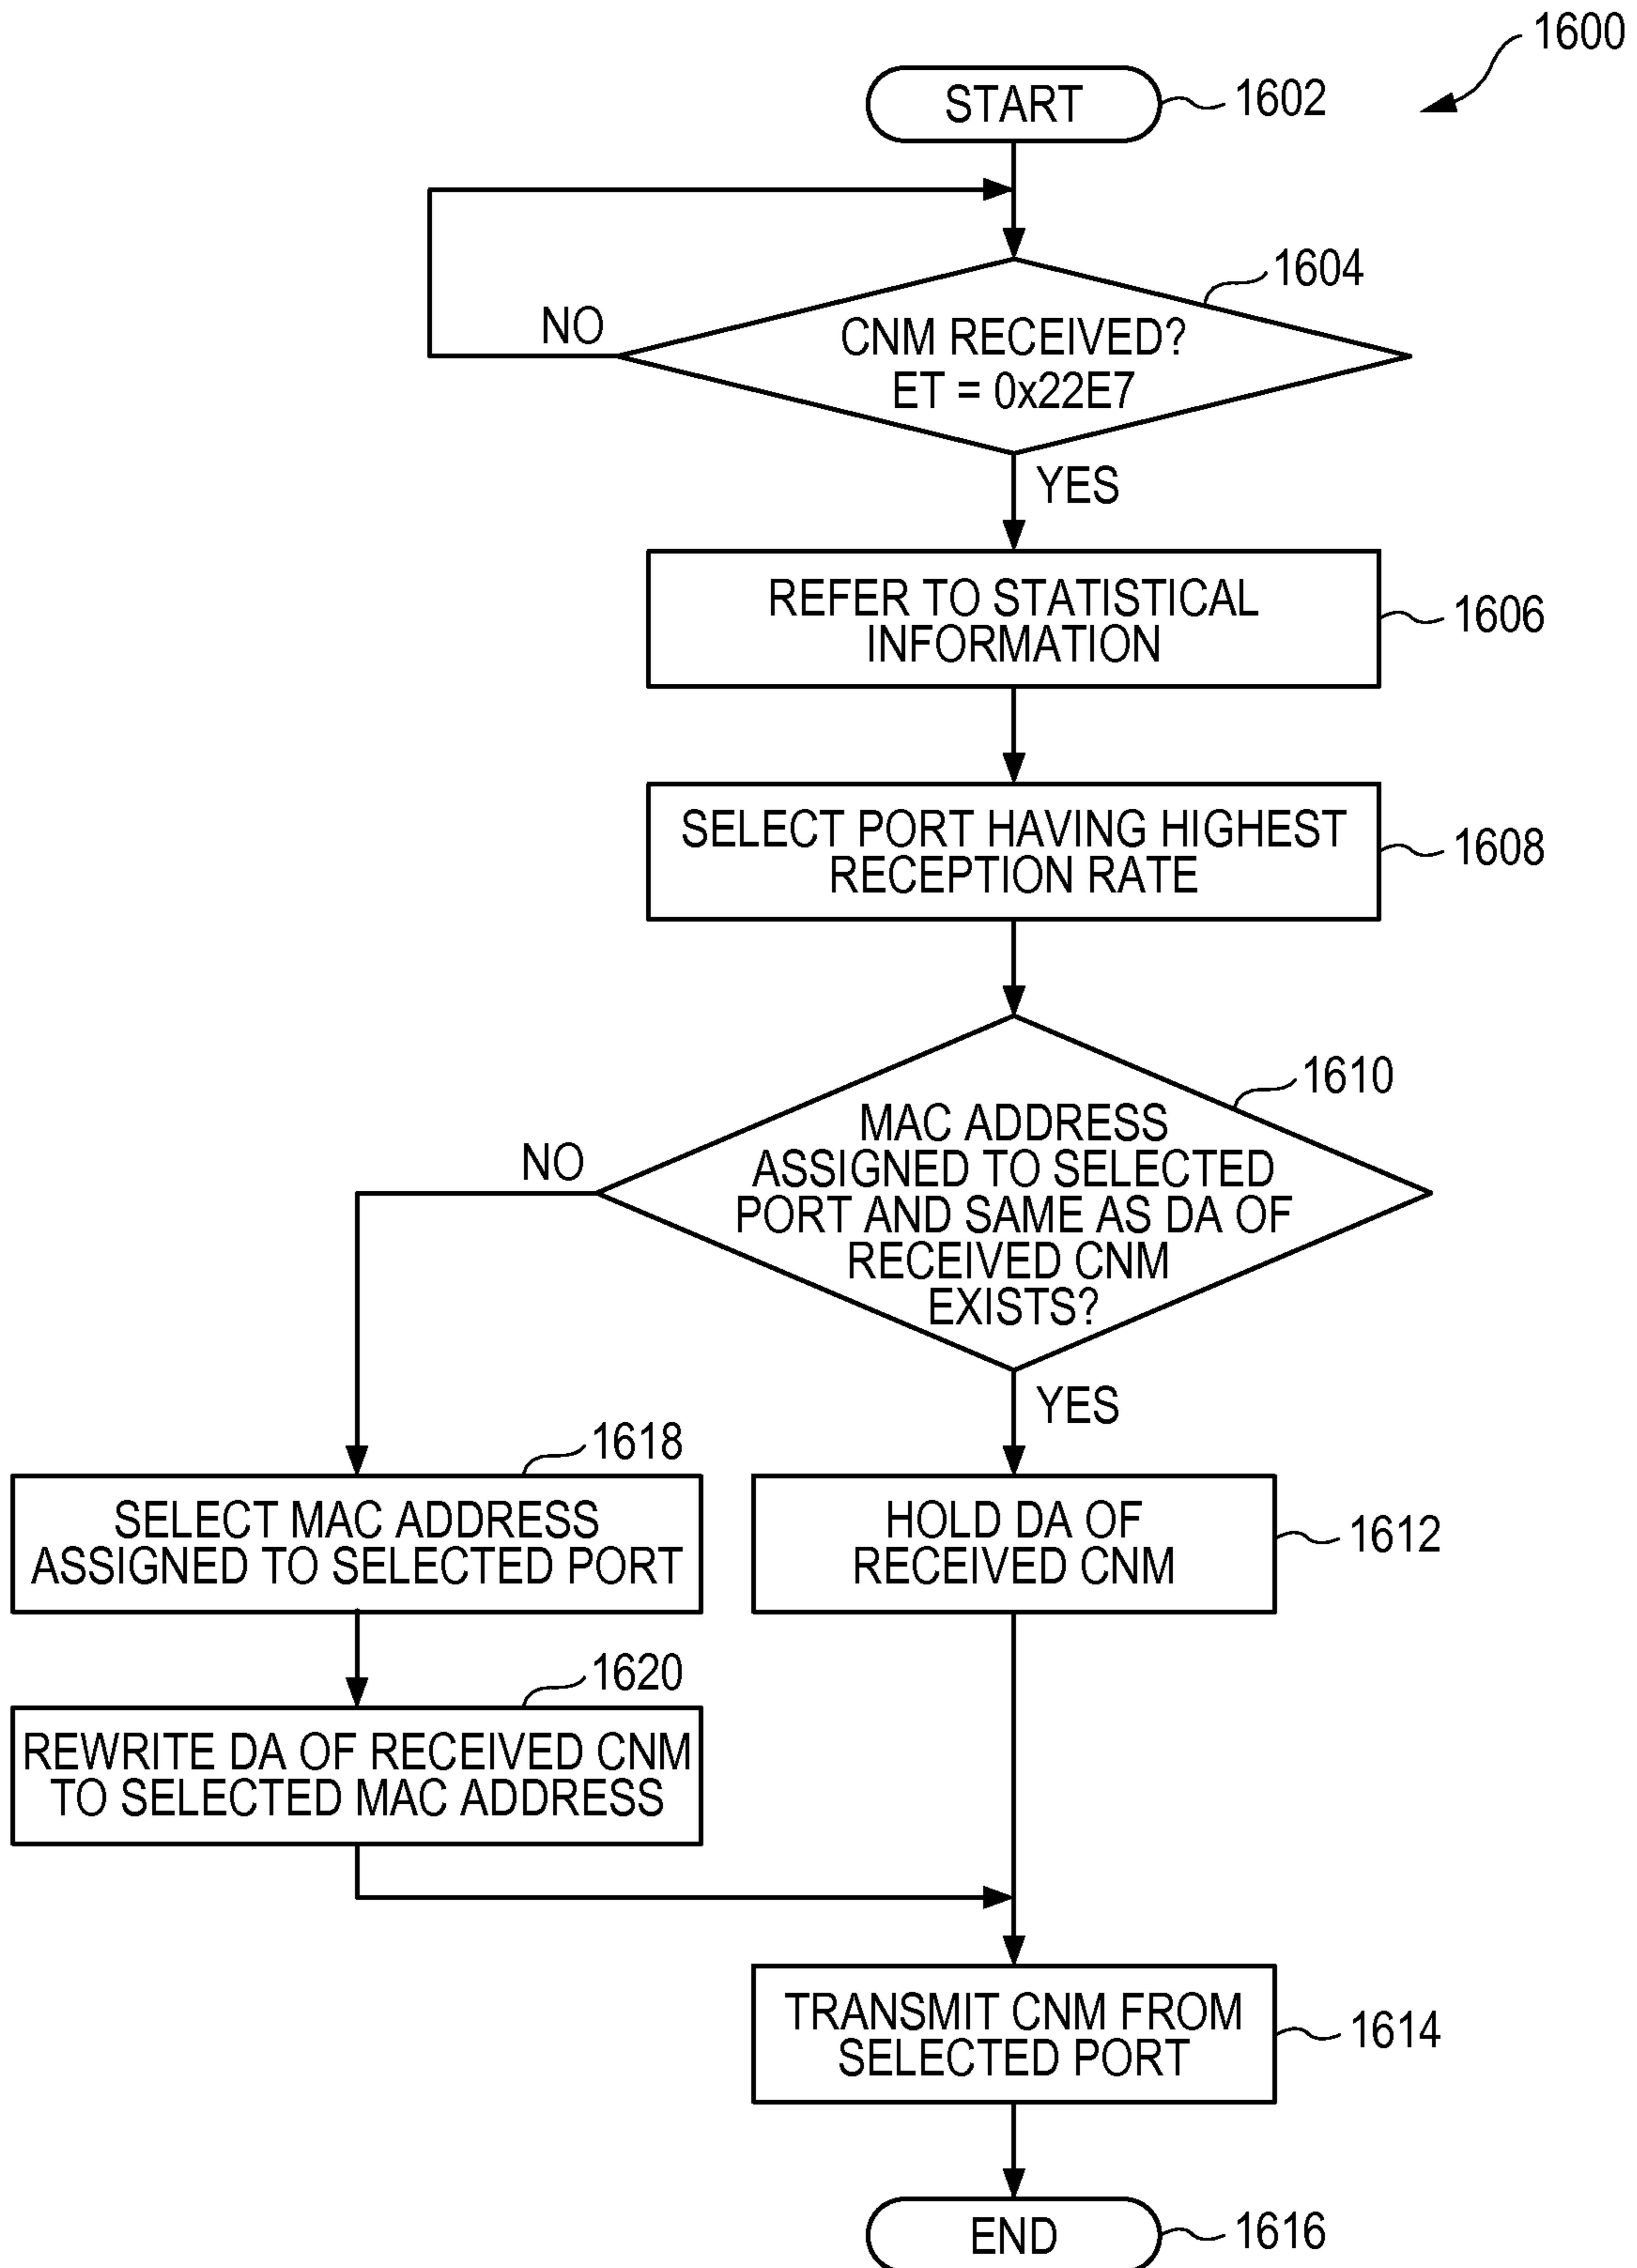 1600
START
1602
1604
NO
CNM RECEIVED?
ET = 0x22E7
YES
REFER TO STATISTICAL
INFORMATION
1606
SELECT PORT HAVING HIGHEST
RECEPTION RATE
1608
1610
NO
MAC ADDRESS
ASSIGNED TO SELECTED
PORT AND SAME AS DA OF
RECEIVED CNM
EXISTS?
YES
1618
SELECT MAC ADDRESS
ASSIGNED TO SELECTED PORT
HOLD DA OF
RECEIVED CNM
1612
1620
REWRITE DA OF RECEIVED CNM
TO SELECTED MAC ADDRESS
TRANSMIT CNM FROM
SELECTED PORT
1614
END
1616